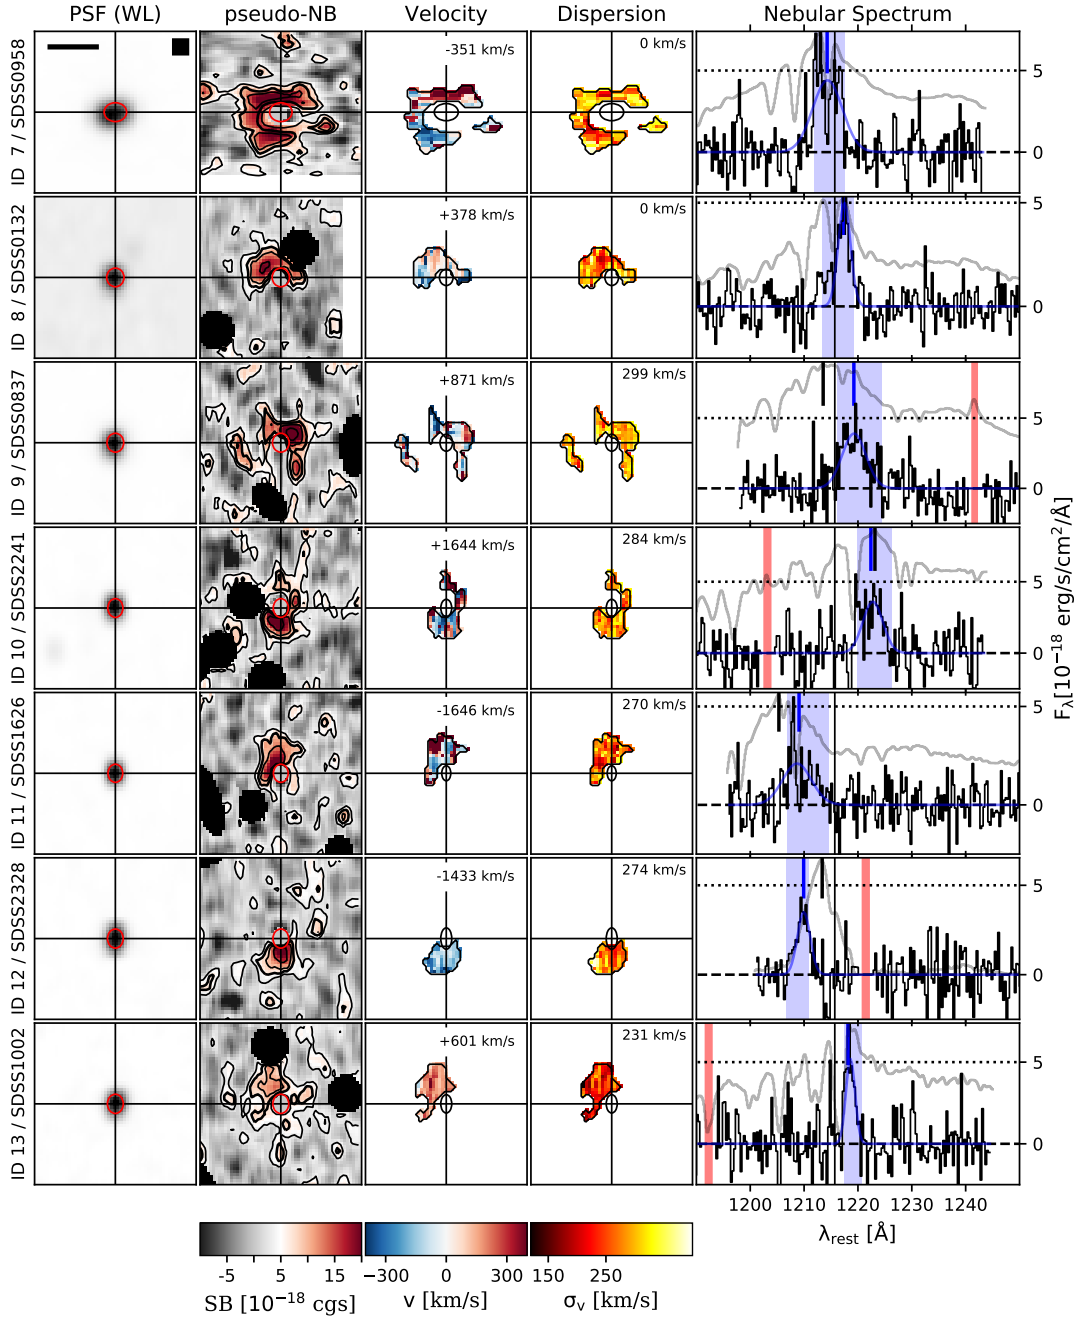 PSF (WL) pseudo-NB Velocity Dispersion Nebular Spectrum
ID 7 / SDSS0958
-351 km/s
0 km/s
5
0
ID 8 / SDSS0132
+378 km/s
0 km/s
5
0
ID 9 / SDSS0837
+871 km/s
299 km/s
5
0
ID 10 / SDSS2241
+1644 km/s
284 km/s
5
0
ID 11 / SDSS1626
-1646 km/s
270 km/s
5
0
ID 12 / SDSS2328
-1433 km/s
274 km/s
5
0
ID 13 / SDSS1002
+601 km/s
231 km/s
5
0
Fλ[10⁻¹⁸ erg/s/cm²/Å]
1200 1210 1220 1230 1240
λrest [Å]
-5 5 15
SB [10⁻¹⁸ cgs]
−300 0 300
v [km/s]
150 250
σv [km/s]